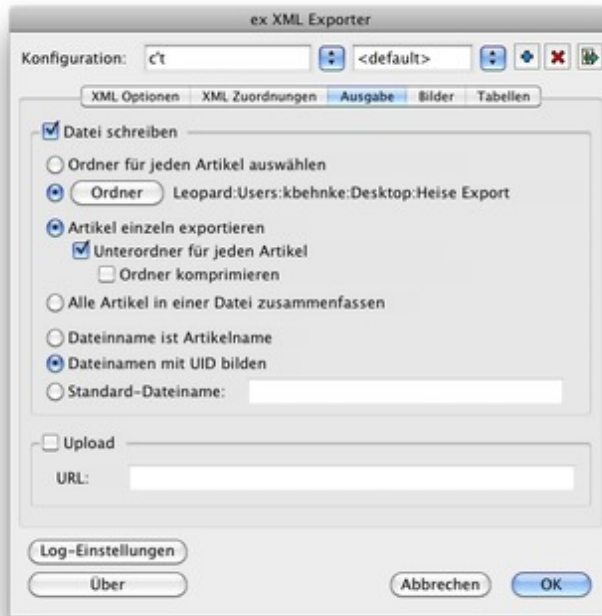 ex XML Exporter
Konfiguration: c't <default>
XML Optionen XML Zuordnungen Ausgabe Bilder Tabellen
Datei schreiben
Ordner für jeden Artikel auswählen
Ordner Leopard:Users:kbehnke:Desktop:Heise Export
Artikel einzeln exportieren
Unterordner für jeden Artikel
Ordner komprimieren
Alle Artikel in einer Datei zusammenfassen
Dateinname ist Artikelname
Dateinamen mit UID bilden
Standard-Dateiname:
Upload
URL:
Log-Einstellungen
Über Abbrechen OK